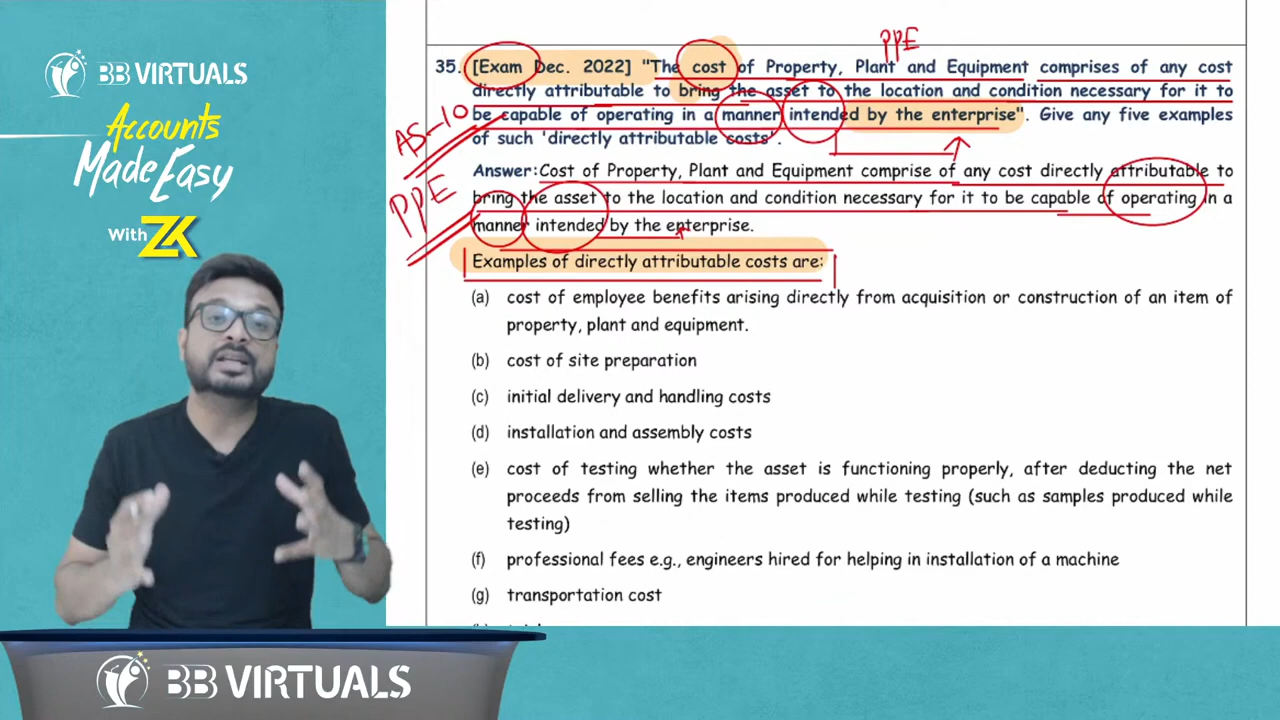 BB VIRTUALS
Accounts
Made Easy
With ZK
PPE
35. [Exam Dec. 2022] "The cost of Property, Plant and Equipment comprises of any cost
directly attributable to bring the asset to the location and condition necessary for it to
be capable of operating in a manner intended by the enterprise". Give any five examples
of such 'directly attributable costs'.
AS-10
PPE
Answer: Cost of Property, Plant and Equipment comprise of any cost directly attributable to
bring the asset to the location and condition necessary for it to be capable of operating in a
manner intended by the enterprise.
Examples of directly attributable costs are:
(a) cost of employee benefits arising directly from acquisition or construction of an item of
property, plant and equipment.
(b) cost of site preparation
(c) initial delivery and handling costs
(d) installation and assembly costs
(e) cost of testing whether the asset is functioning properly, after deducting the net
proceeds from selling the items produced while testing (such as samples produced while
testing)
(f) professional fees e.g., engineers hired for helping in installation of a machine
(g) transportation cost
BB VIRTUALS